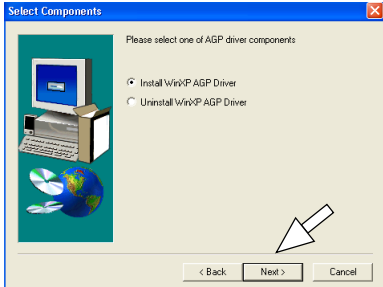 Select Components
Please select one of AGP driver components
Install WinXP AGP Driver
Uninstall WinXP AGP Driver
< Back Next > Cancel